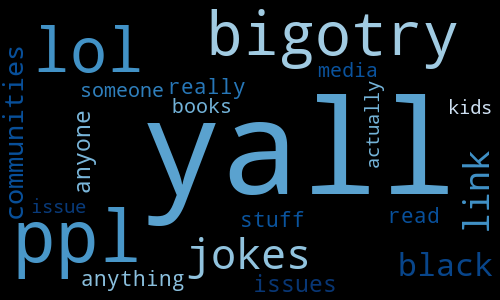 bigotry
lol
media
communities
someone
really
books
kids
yall
actually
anyone
link
issue
ppl
stuff
read
jokes
black
anything
issues